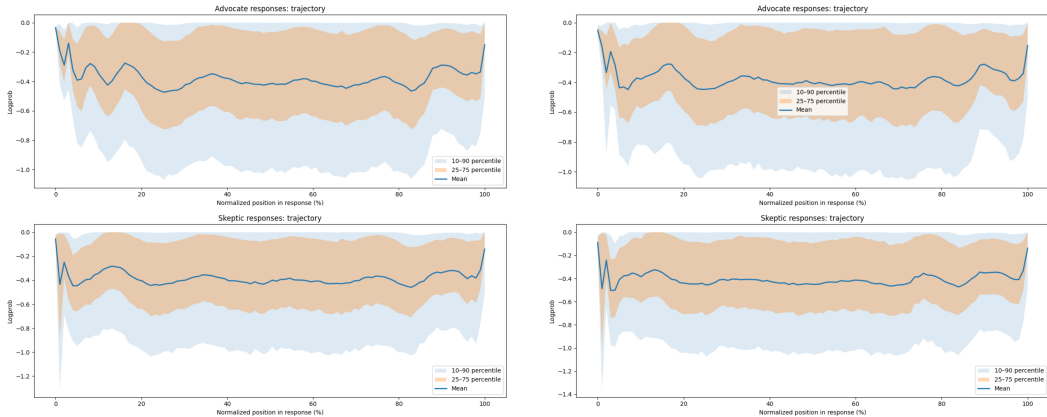 Advocate responses: trajectory
0.0
−0.2
−0.4
−0.6
−0.8
−1.0
Logprob
0 20 40 60 80 100
Normalized position in response (%)
10–90 percentile
25–75 percentile
Mean
Advocate responses: trajectory
0.0
−0.2
−0.4
−0.6
−0.8
−1.0
Logprob
0 20 40 60 80 100
Normalized position in response (%)
10–90 percentile
25–75 percentile
Mean
Skeptic responses: trajectory
0.0
−0.2
−0.4
−0.6
−0.8
−1.0
−1.2
Logprob
0 20 40 60 80 100
Normalized position in response (%)
10–90 percentile
25–75 percentile
Mean
Skeptic responses: trajectory
0.0
−0.2
−0.4
−0.6
−0.8
−1.0
−1.2
−1.4
Logprob
0 20 40 60 80 100
Normalized position in response (%)
10–90 percentile
25–75 percentile
Mean